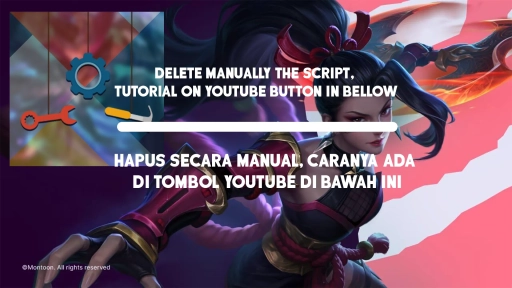 DELETE MANUALLY THE SCRIPT,
TUTORIAL ON YOUTUBE BUTTON IN BELLOW
HAPUS SECARA MANUAL, CARANYA ADA
DI TOMBOL YOUTUBE DI BAWAH INI
©Montoon. All rights reserved